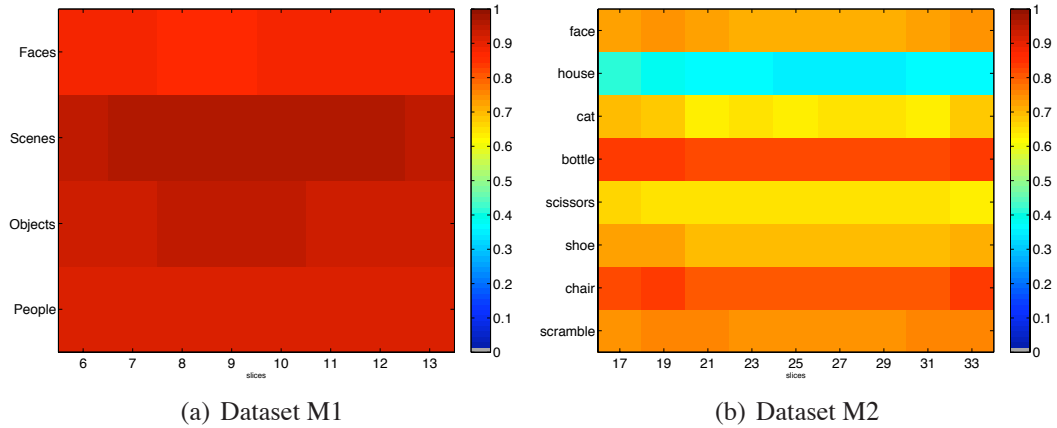 Faces
Scenes
Objects
People
6 7 8 9 10 11 12 13
slices
1
0.9
0.8
0.7
0.6
0.5
0.4
0.3
0.2
0.1
0
(a) Dataset M1
face
house
cat
bottle
scissors
shoe
chair
scramble
17 19 21 23 25 27 29 31 33
slices
1
0.9
0.8
0.7
0.6
0.5
0.4
0.3
0.2
0.1
0
(b) Dataset M2